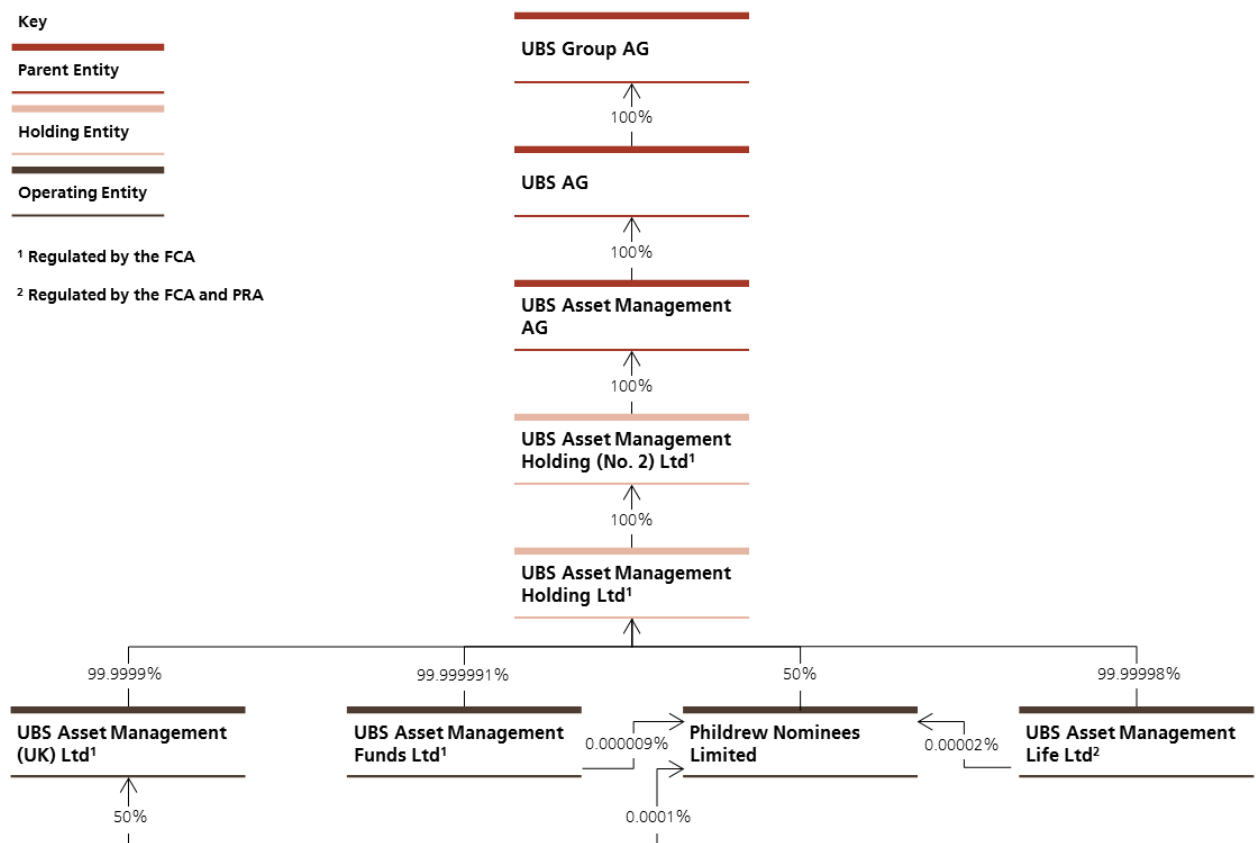 Key
Parent Entity
Holding Entity
Operating Entity
¹ Regulated by the FCA
² Regulated by the FCA and PRA
UBS Group AG
100%
UBS AG
100%
UBS Asset Management
AG
100%
UBS Asset Management
Holding (No. 2) Ltd¹
100%
UBS Asset Management
Holding Ltd¹
99.9999%
99.999991%
50%
99.99998%
UBS Asset Management
(UK) Ltd¹
UBS Asset Management
Funds Ltd¹
0.000009%
Phildrew Nominees
Limited
0.00002%
UBS Asset Management
Life Ltd²
50%
0.0001%